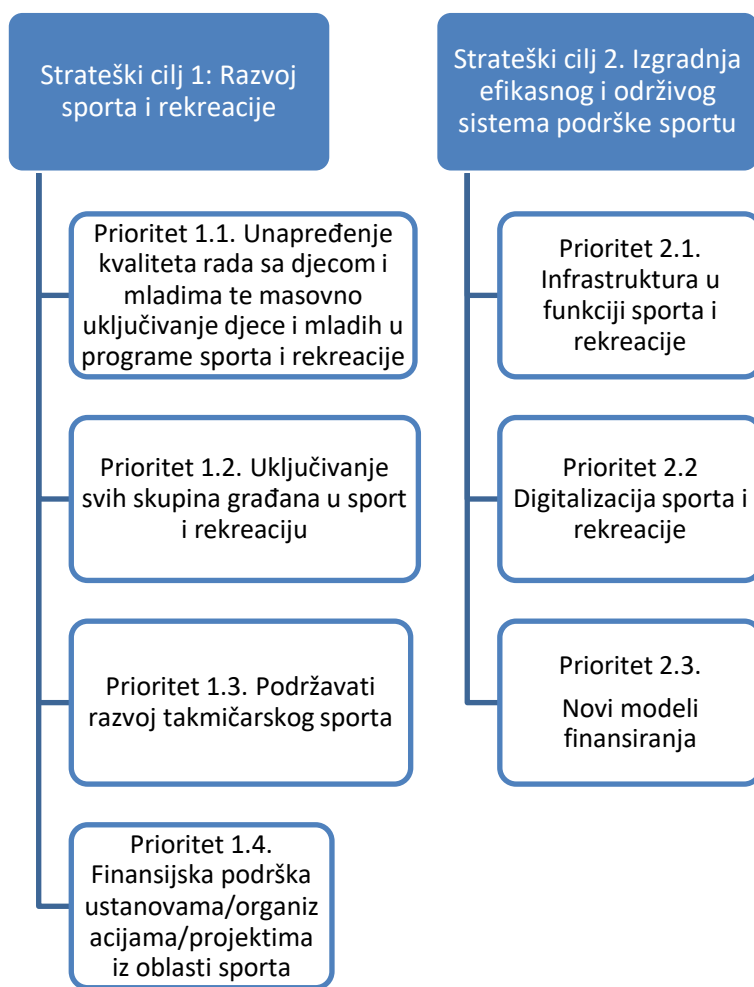 Strateški cilj 1: Razvoj
sporta i rekreacije
Prioritet 1.1. Unapređenje
kvaliteta rada sa djecom i
mladima te masovno
uključivanje djece i mladih u
programe sporta i rekreacije
Prioritet 1.2. Uključivanje
svih skupina građana u sport
i rekreaciju
Prioritet 1.3. Podržavati
razvoj takmičarskog sporta
Prioritet 1.4.
Finansijska podrška
ustanovama/organiz
acijama/projektima
iz oblasti sporta
Strateški cilj 2. Izgradnja
efikasnog i održivog
sistema podrške sportu
Prioritet 2.1.
Infrastruktura u
funkciji sporta i
rekreacije
Prioritet 2.2
Digitalizacija sporta i
rekreacije
Prioritet 2.3.
Novi modeli
finansiranja